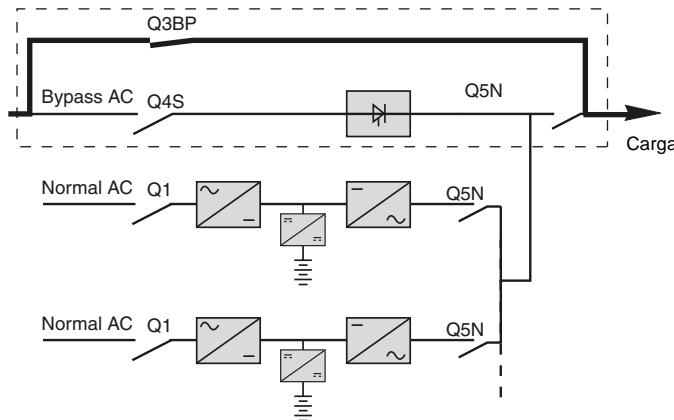 Q3BP
Bypass AC Q4S Q5N
Carga
Normal AC Q1 Q5N
Normal AC Q1 Q5N